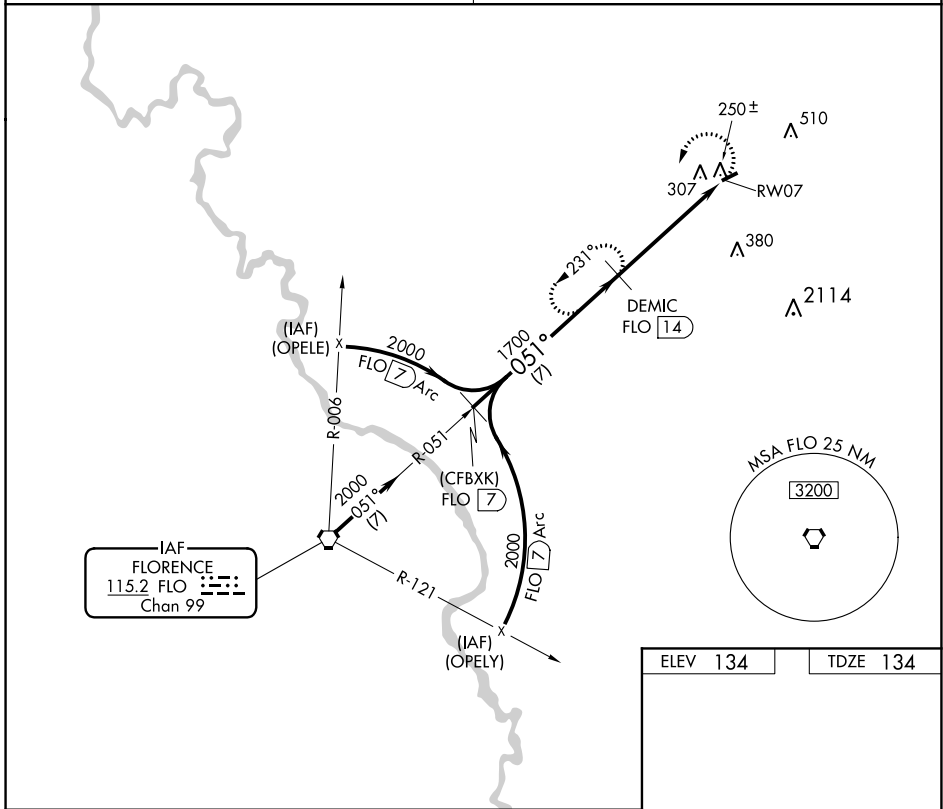 250 ±
510
307
RW07
380
231°
DEMIC
FLO 14
2114
(IAF)
(OPELE) X
2000
FLO 7 Arc
1700
051°
(7)
R-006
R-051
(CFBXK)
FLO 7
MSA FLO 25 NM
3200
2000
051°
(7)
2000
FLO 7 Arc
IAF
FLORENCE
115.2 FLO
Chan 99
R-121
X
(IAF)
(OPELY)
ELEV 134
TDZE 134